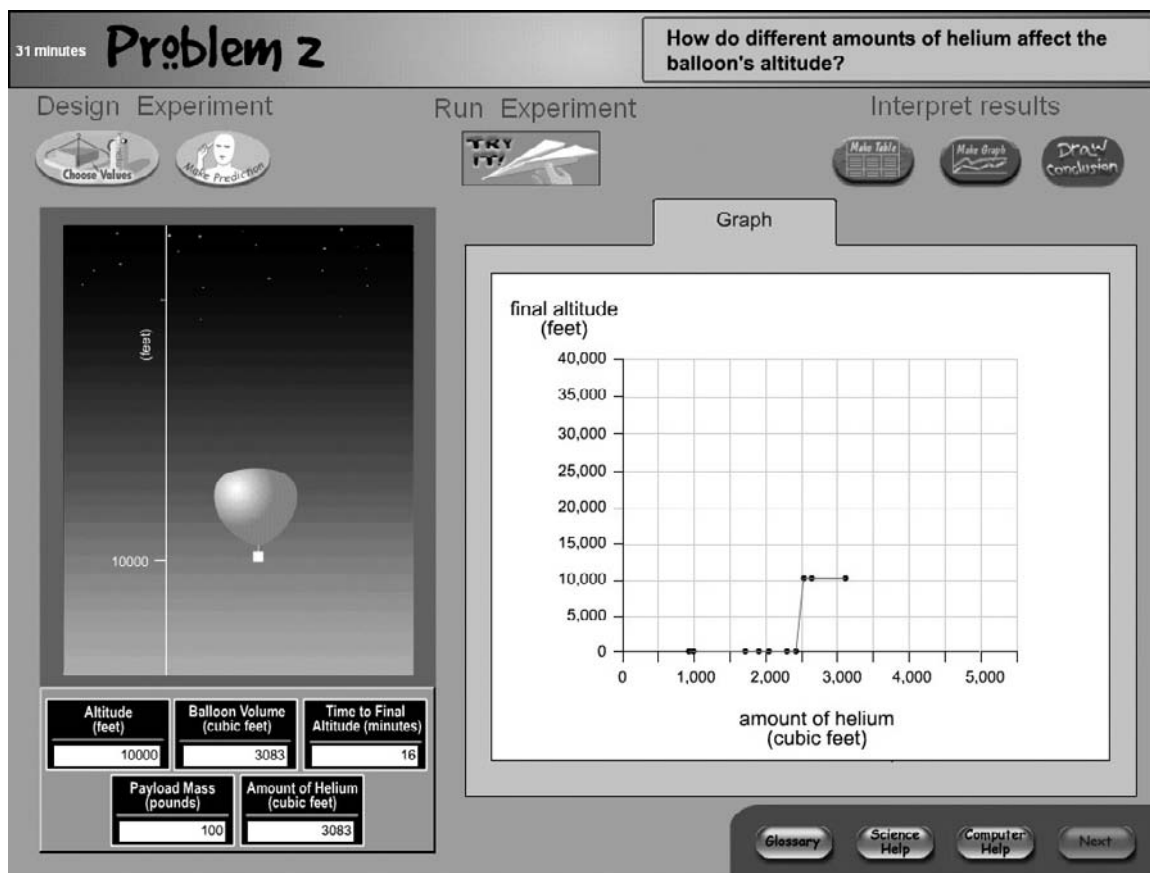 31 minutes
Problem 2
How do different amounts of helium affect the
balloon's altitude?
Design Experiment
Run Experiment
Interpret results
Choose Values
Make Prediction
TRY
IT!
Make Table
Make Graph
Draw
Conclusion
(feet)
10000
Altitude
(feet)
10000
Balloon Volume
(cubic feet)
3083
Time to Final
Altitude (minutes)
16
Payload Mass
(pounds)
100
Amount of Helium
(cubic feet)
3083
Graph
final altitude
(feet)
40,000
35,000
30,000
25,000
20,000
15,000
10,000
5,000
0
0 1,000 2,000 3,000 4,000 5,000
amount of helium
(cubic feet)
Glossary
Science
Help
Computer
Help
Next